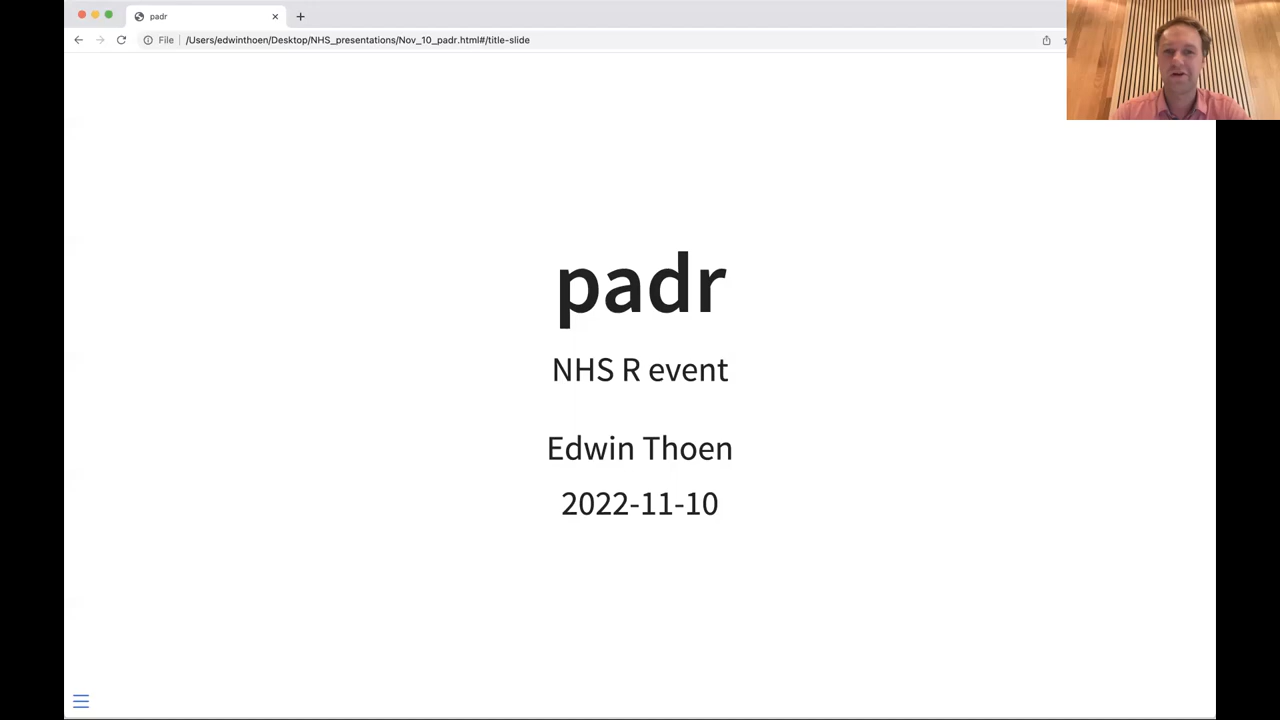 padr
File
/Users/edwinthoen/Desktop/NHS_presentations/Nov_10_padr.html#/title-slide
padr
NHS R event
Edwin Thoen
2022-11-10